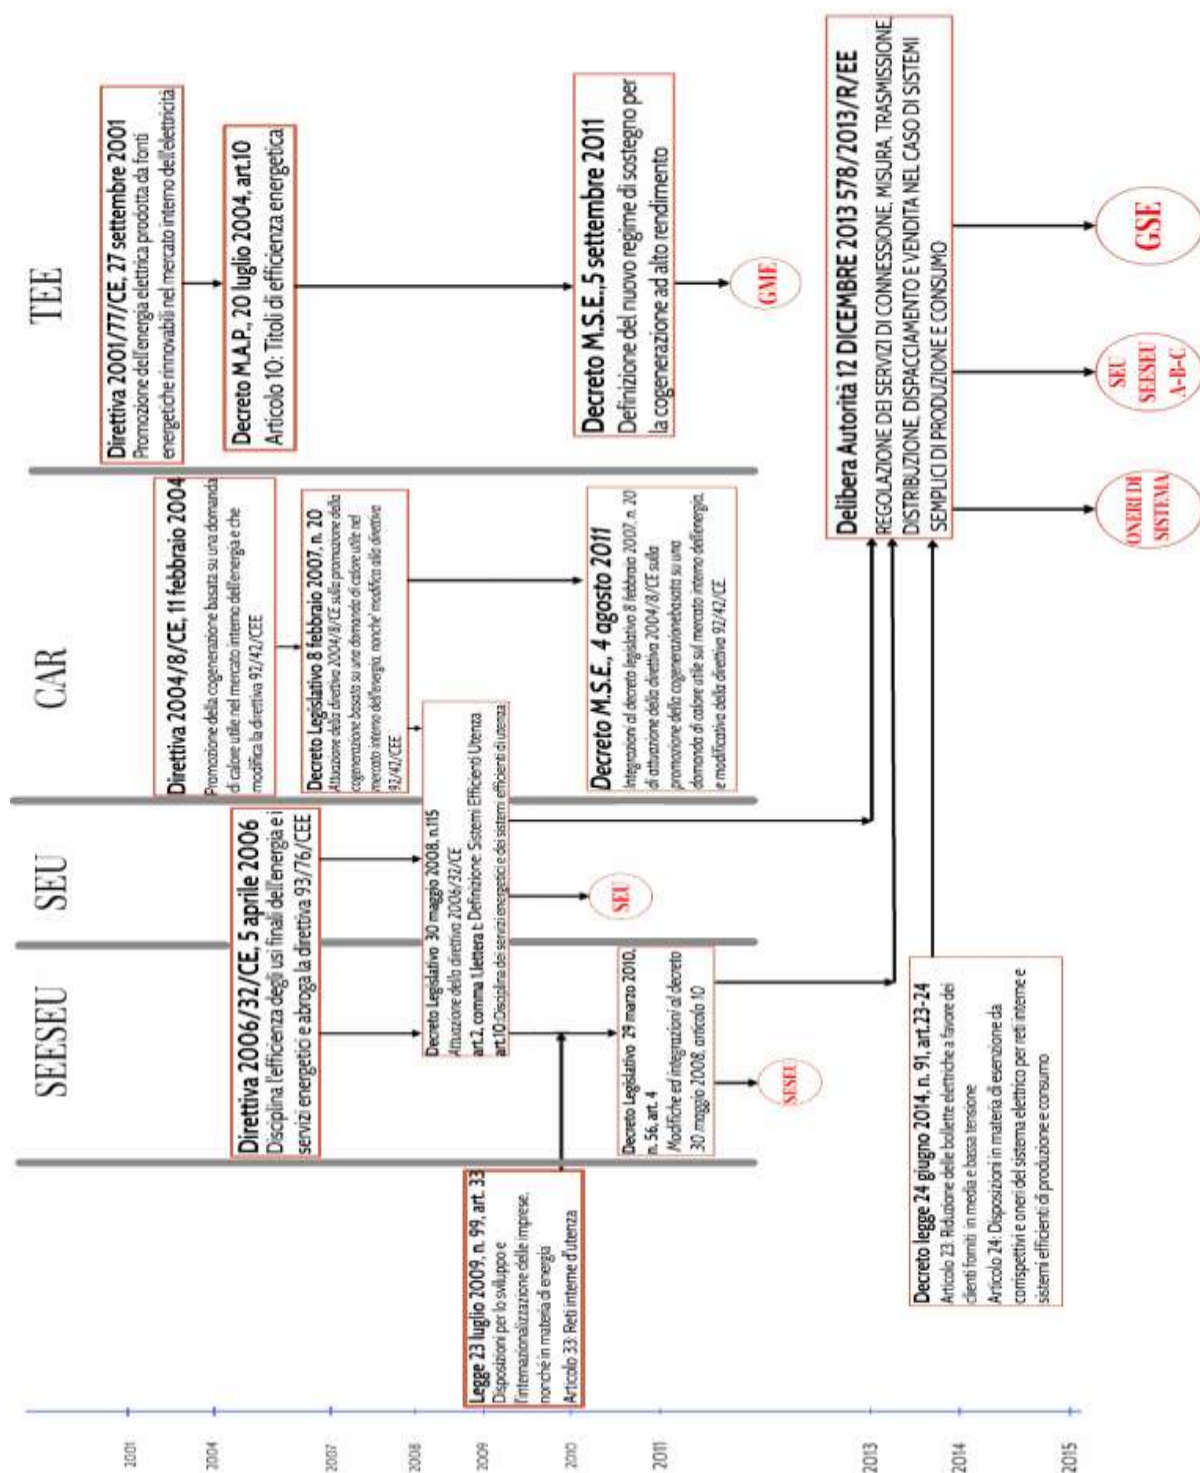 SEESEU
SEU
CAR
TEE
2001
2004
2007
2008
2009
2010
2011
2013
2014
2015
Legge 23 luglio 2009, n. 99, art. 33
Disposizioni per lo sviluppo e
l'internazionalizzazione delle imprese,
nonché in materia di energia
Articolo 33: Reti interne d'utenza
Direttiva 2006/32/CE, 5 aprile 2006
Disciplina l'efficienza degli usi finali dell'energia e i
servizi energetici e abroga la direttiva 93/76/CEE
Decreto Legislativo 30 maggio 2008, n.115
Attuazione della direttiva 2006/32/CE
art.2, comma 1,lettera t: Definizione: Sistemi Efficienti Utenza
art.10:Disciplina dei servizi energetici e dei sistemi efficienti di utenza
SEU
Decreto Legislativo 29 marzo 2010,
n. 56, art. 4
Modifiche ed integrazioni al decreto
30 maggio 2008, articolo 10
SESEU
Direttiva 2004/8/CE, 11 febbraio 2004
Promozione della cogenerazione basata su una domanda
di calore utile nel mercato interno dell'energia e che
modifica la direttiva 92/42/CEE
Decreto Legislativo 8 febbraio 2007, n. 20
Attuazione della direttiva 2004/8/CE sulla promozione della
cogenerazione basata su una domanda di calore utile nel
mercato interno dell'energia, nonche' modifica alla direttiva
92/42/CEE
Decreto M.S.E., 4 agosto 2011
Integrazioni al decreto legislativo 8 febbraio 2007, n. 20
di attuazione della direttiva 2004/8/CE sulla
promozione della cogenerazionebasata su una
domanda di calore utile sul mercato interno dell'energia,
e modificativa della direttiva 92/42/CE
Direttiva 2001/77/CE, 27 settembre 2001
Promozione dell'energia elettrica prodotta da fonti
energetiche rinnovabili nel mercato interno dell'elettricità
Decreto M.A.P., 20 luglio 2004, art.10
Articolo 10: Titoli di efficienza energetica
Decreto M.S.E.,5 settembre 2011
Definizione del nuovo regime di sostegno per
la cogenerazione ad alto rendimento
GME
Delibera Autorità 12 DICEMBRE 2013 578/2013/R/EE
REGOLAZIONE DEI SERVIZI DI CONNESSIONE, MISURA, TRASMISSIONE,
DISTRIBUZIONE, DISPACCIAMENTO E VENDITA NEL CASO DI SISTEMI
SEMPLICI DI PRODUZIONE E CONSUMO
Decreto legge 24 giugno 2014, n. 91, art.23-24
Articolo 23: Riduzione delle bollette elettriche a favore dei
clienti forniti in media e bassa tensione
Articolo 24: Disposizioni in materia di esenzione da
corrispettivi e oneri del sistema elettrico per reti interne e
sistemi efficienti di produzione e consumo
ONERI DI
SISTEMA
SEU
SEESEU
A-B-C
GSE